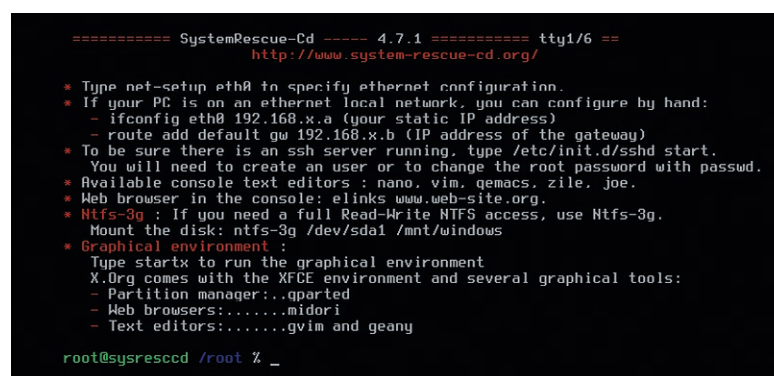 =========== SystemRescue-Cd ----- 4.7.1 =========== tty1/6 ==
http://www.system-rescue-cd.org/
* Type net-setup eth0 to specify ethernet configuration.
* If your PC is on an ethernet local network, you can configure by hand:
– ifconfig eth0 192.168.x.a (your static IP address)
– route add default gw 192.168.x.b (IP address of the gateway)
* To be sure there is an ssh server running, type /etc/init.d/sshd start.
You will need to create an user or to change the root password with passwd.
* Available console text editors : nano, vim, qemacs, zile, joe.
* Web browser in the console: elinks www.web-site.org.
* Ntfs-3g : If you need a full Read-Write NTFS access, use Ntfs-3g.
Mount the disk: ntfs-3g /dev/sda1 /mnt/windows
* Graphical environment :
Type startx to run the graphical environment
X.Org comes with the XFCE environment and several graphical tools:
– Partition manager:..gparted
– Web browsers:.......midori
– Text editors:.......gvim and geany
root@sysresccd /root % _